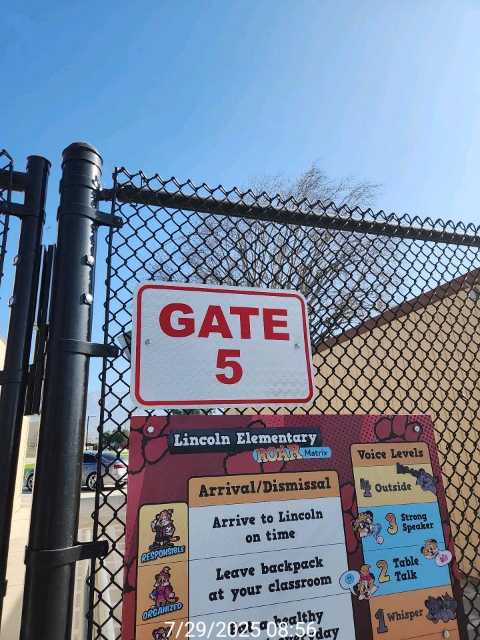 GATE
5
Lincoln Elementary
ROAR Matrix
Arrival/Dismissal
Arrive to Lincoln
on time
RESPONSIBLE
Leave backpack
at your classroom
ORGANIZED
Voice Levels
4 Outside
3 Strong
Speaker
2 Table
Talk
1 Whisper
7/29/2025 08:56